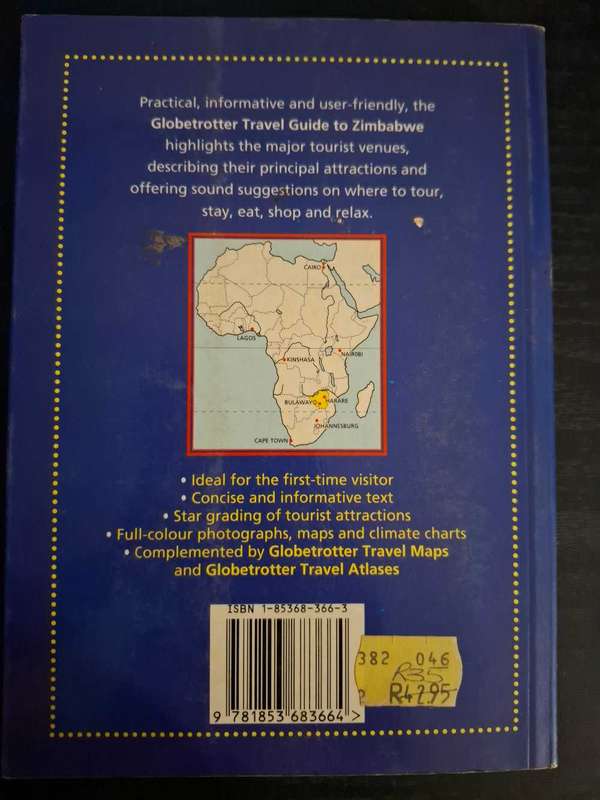 Practical, informative and user-friendly, the
Globetrotter Travel Guide to Zimbabwe
highlights the major tourist venues,
describing their principal attractions and
offering sound suggestions on where to tour,
stay, eat, shop and relax.
CAIRO
LAGOS
NAIROBI
KINSHASA
BULAWAYO
HARARE
JOHANNESBURG
CAPE TOWN
• Ideal for the first-time visitor
• Concise and informative text
• Star grading of tourist attractions
• Full-colour photographs, maps and climate charts
• Complemented by Globetrotter Travel Maps
and Globetrotter Travel Atlases
ISBN 1-85368-366-3
9 781853 683664 >
382 046
R35